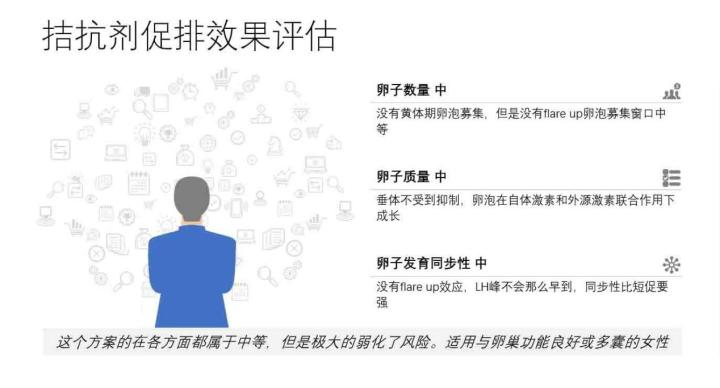 拮抗剂促排效果评估
卵子数量 中
没有黄体期卵泡募集，但是没有flare up卵泡募集窗口中
等
卵子质量 中
垂体不受到抑制，卵泡在自体激素和外源激素联合作用下
成长
卵子发育同步性 中
没有flare up效应，LH峰不会那么早到，同步性比短促要
强
这个方案的在各方面都属于中等，但是极大的弱化了风险。适用与卵巢功能良好或多囊的女性